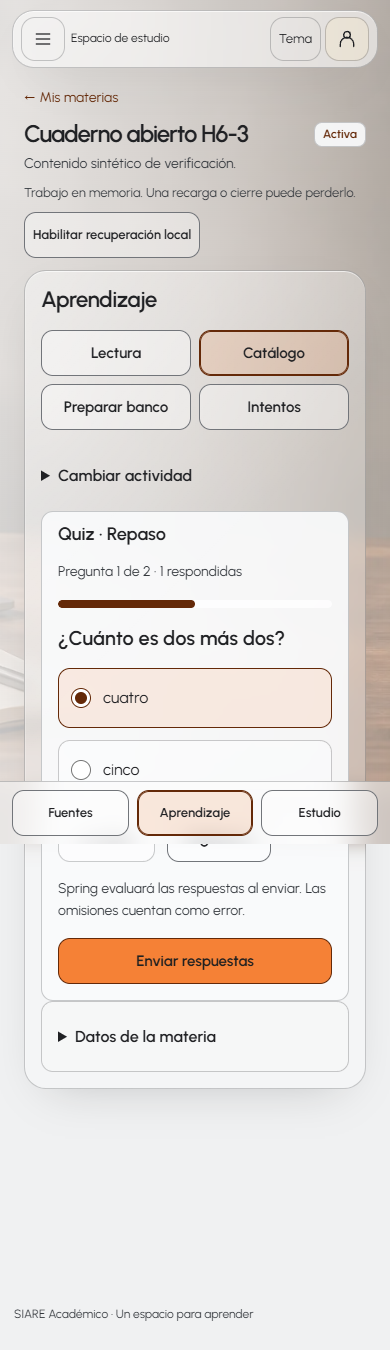 Espacio de estudio
Tema
← Mis materias
Cuaderno abierto H6-3
Activa
Contenido sintético de verificación.
Trabajo en memoria. Una recarga o cierre puede perderlo.
Habilitar recuperación local
Aprendizaje
Lectura
Catálogo
Preparar banco
Intentos
Cambiar actividad
Quiz · Repaso
Pregunta 1 de 2 · 1 respondidas
¿Cuánto es dos más dos?
cuatro
cinco
Fuentes
Aprendizaje
Estudio
Spring evaluará las respuestas al enviar. Las
omisiones cuentan como error.
Enviar respuestas
Datos de la materia
SIARE Académico · Un espacio para aprender